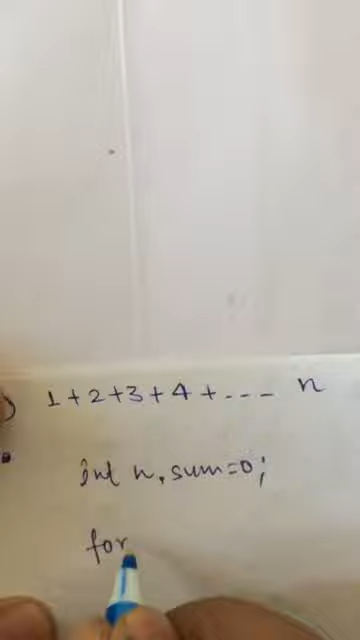 ) 1+2+3+4+--- n
int n, sum=0;
for